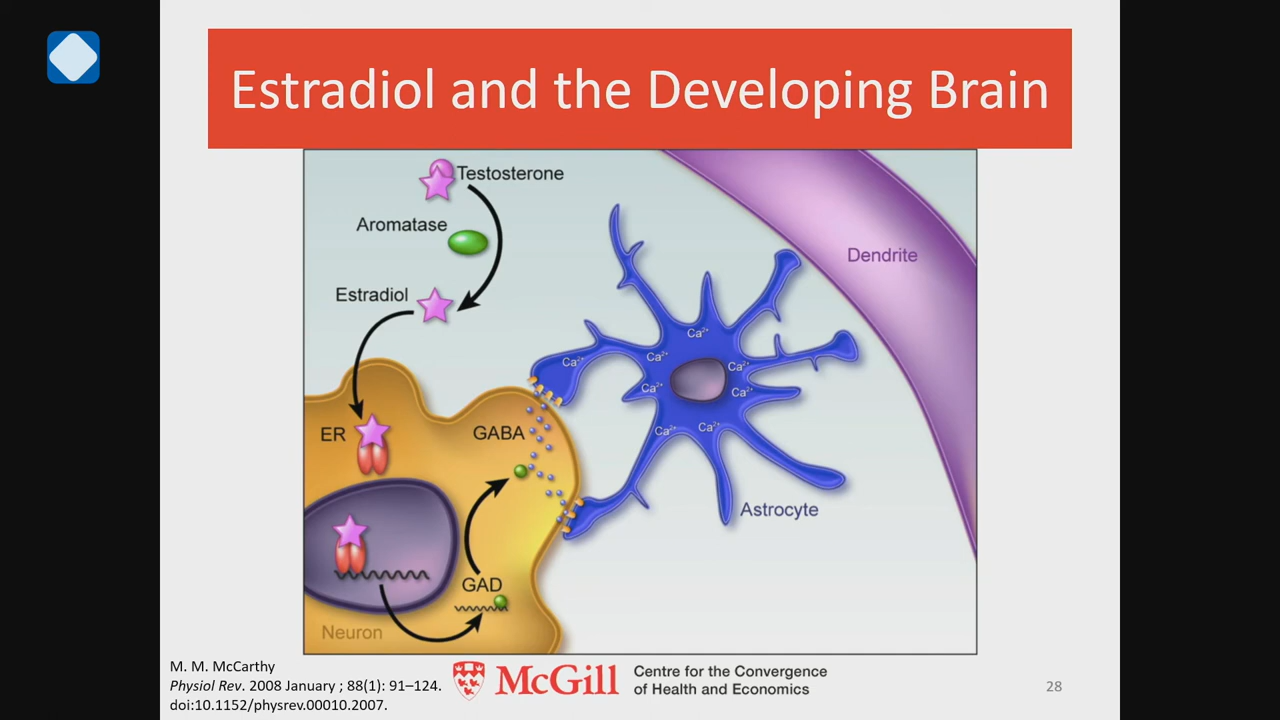 Estradiol and the Developing Brain
Testosterone
Aromatase
Estradiol
Dendrite
Ca²⁺
Ca²⁺
Ca²⁺
Ca²⁺
Ca²⁺
Ca²⁺
Ca²⁺
Ca²⁺
ER
GABA
Astrocyte
GAD
Neuron
M. M. McCarthy
Physiol Rev. 2008 January ; 88(1): 91–124.
doi:10.1152/physrev.00010.2007.
McGill
Centre for the Convergence
of Health and Economics
28